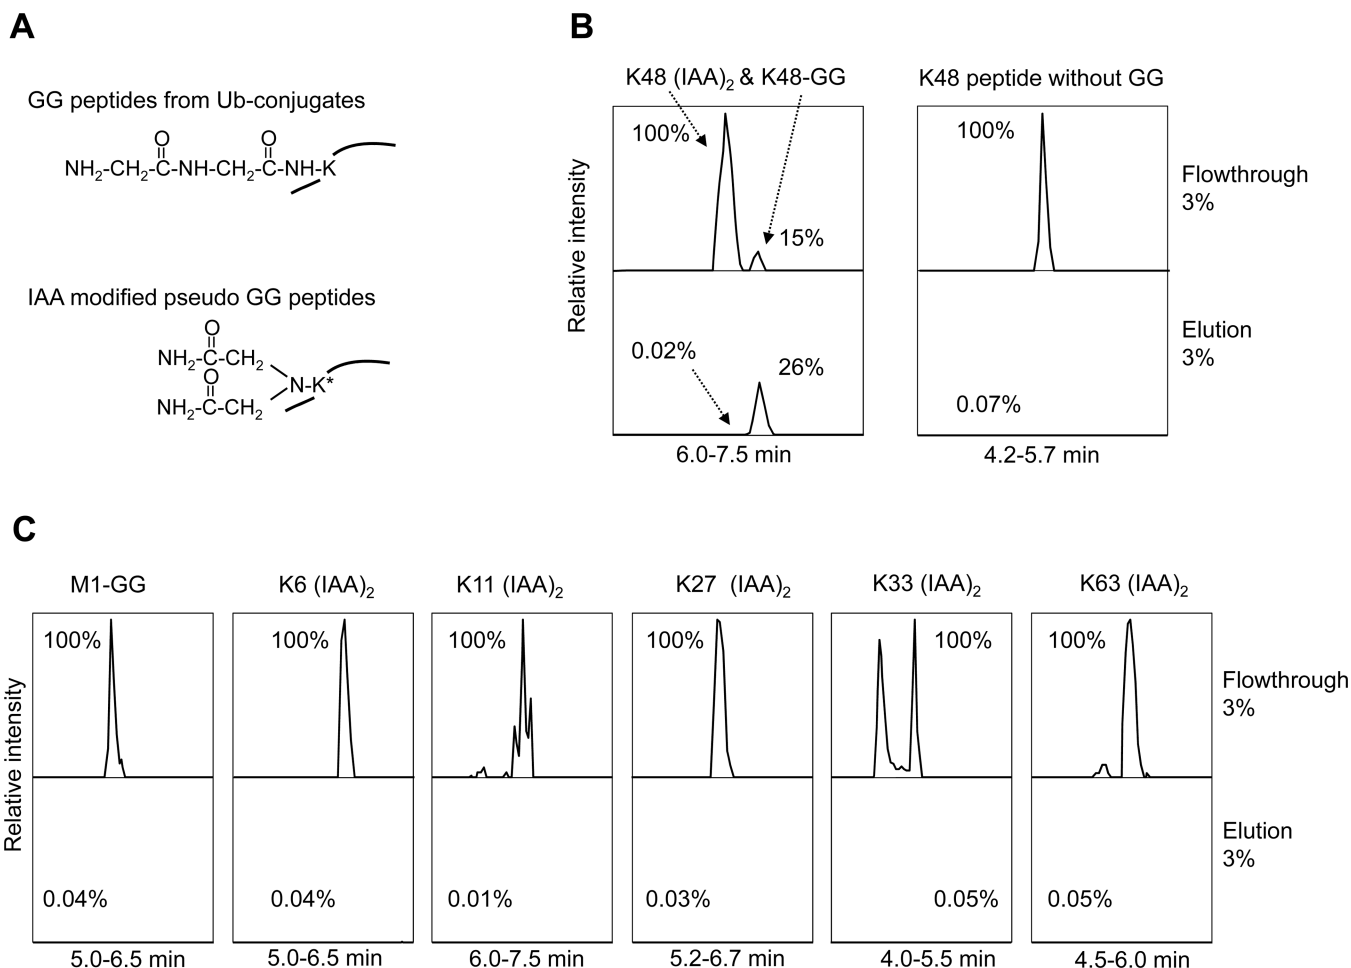 A
GG peptides from Ub-conjugates
O
O
NH₂-CH₂-C-NH-CH₂-C-NH-K
IAA modified pseudo GG peptides
O
NH₂-C-CH₂
O
N-K*
NH₂-C-CH₂
B
K48 (IAA)₂ & K48-GG
K48 peptide without GG
Relative intensity
100%
15%
100%
Flowthrough
3%
0.02%
26%
0.07%
Elution
3%
6.0-7.5 min
4.2-5.7 min
C
M1-GG
K6 (IAA)₂
K11 (IAA)₂
K27 (IAA)₂
K33 (IAA)₂
K63 (IAA)₂
Relative intensity
100%
100%
100%
100%
100%
100%
Flowthrough
3%
0.04%
0.04%
0.01%
0.03%
0.05%
0.05%
Elution
3%
5.0-6.5 min
5.0-6.5 min
6.0-7.5 min
5.2-6.7 min
4.0-5.5 min
4.5-6.0 min